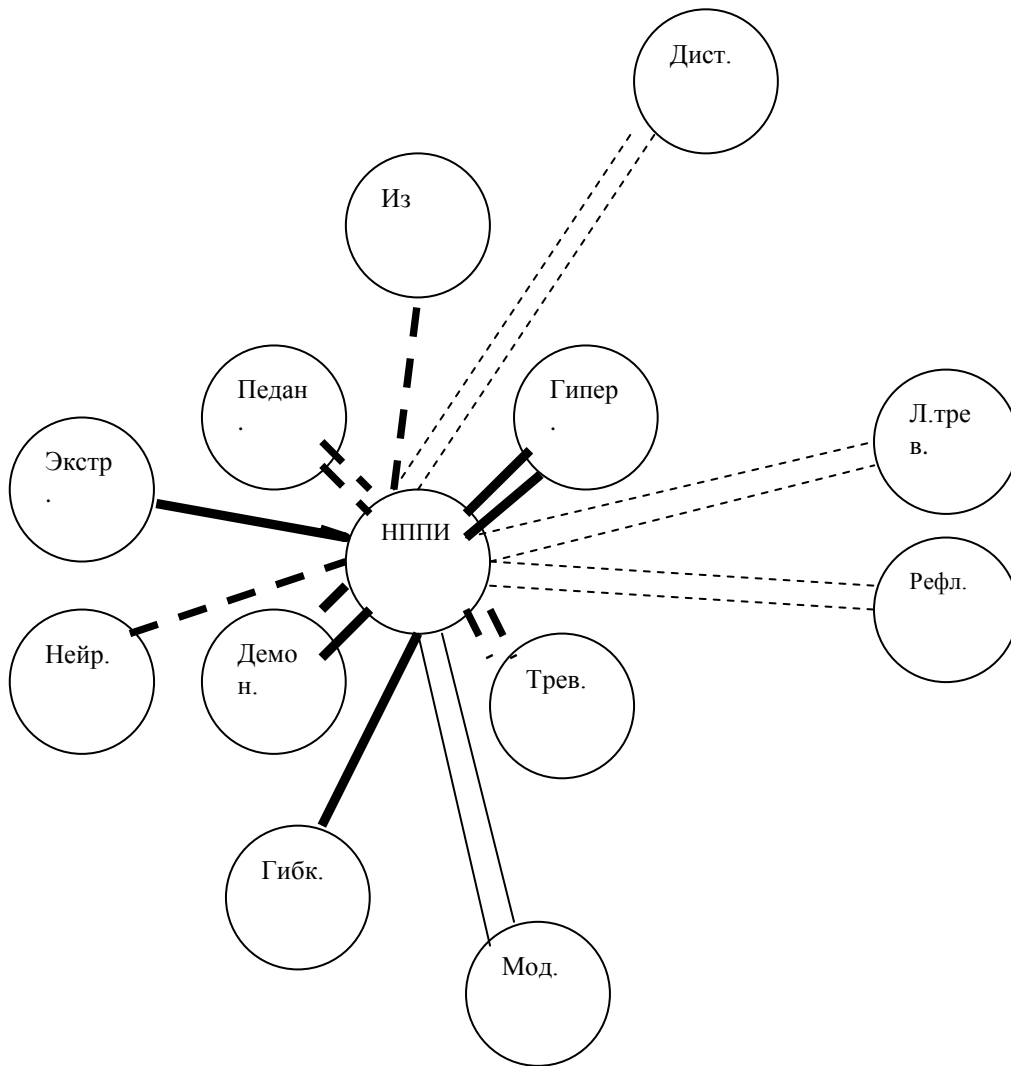 Дист.
Из
Педан
.
Гипер
.
Л.тре
в.
Экстр
.
НППИ
Рефл.
Нейр.
Демо
н.
Трев.
Гибк.
Мод.